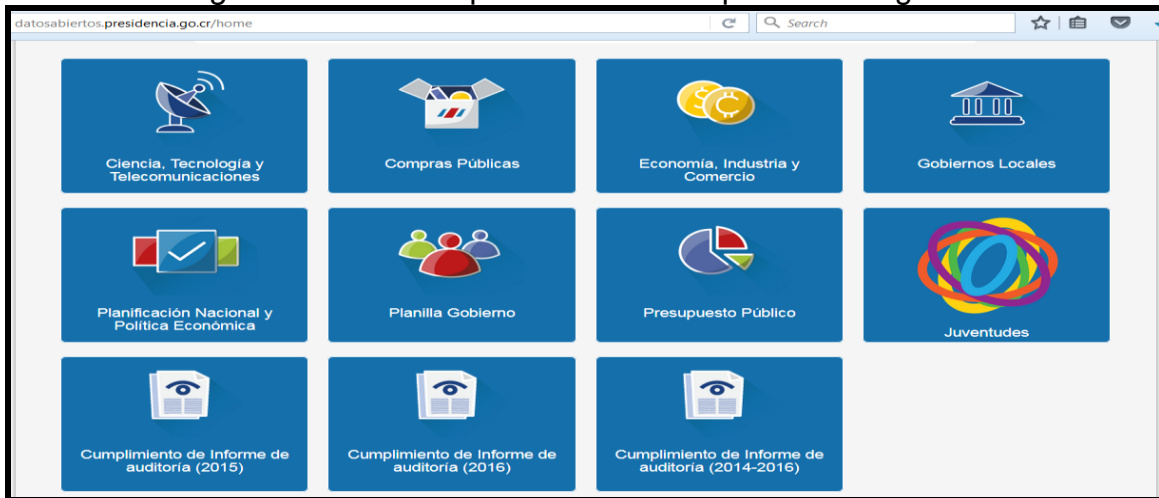 datosabiertos.presidencia.go.cr/home
Search
Ciencia, Tecnología y
Telecomunicaciones
Compras Públicas
Economía, Industria y
Comercio
Gobiernos Locales
Planificación Nacional y
Política Económica
Planilla Gobierno
Presupuesto Público
Juventudes
Cumplimiento de Informe de
auditoría (2015)
Cumplimiento de Informe de
auditoría (2016)
Cumplimiento de Informe de
auditoría (2014-2016)